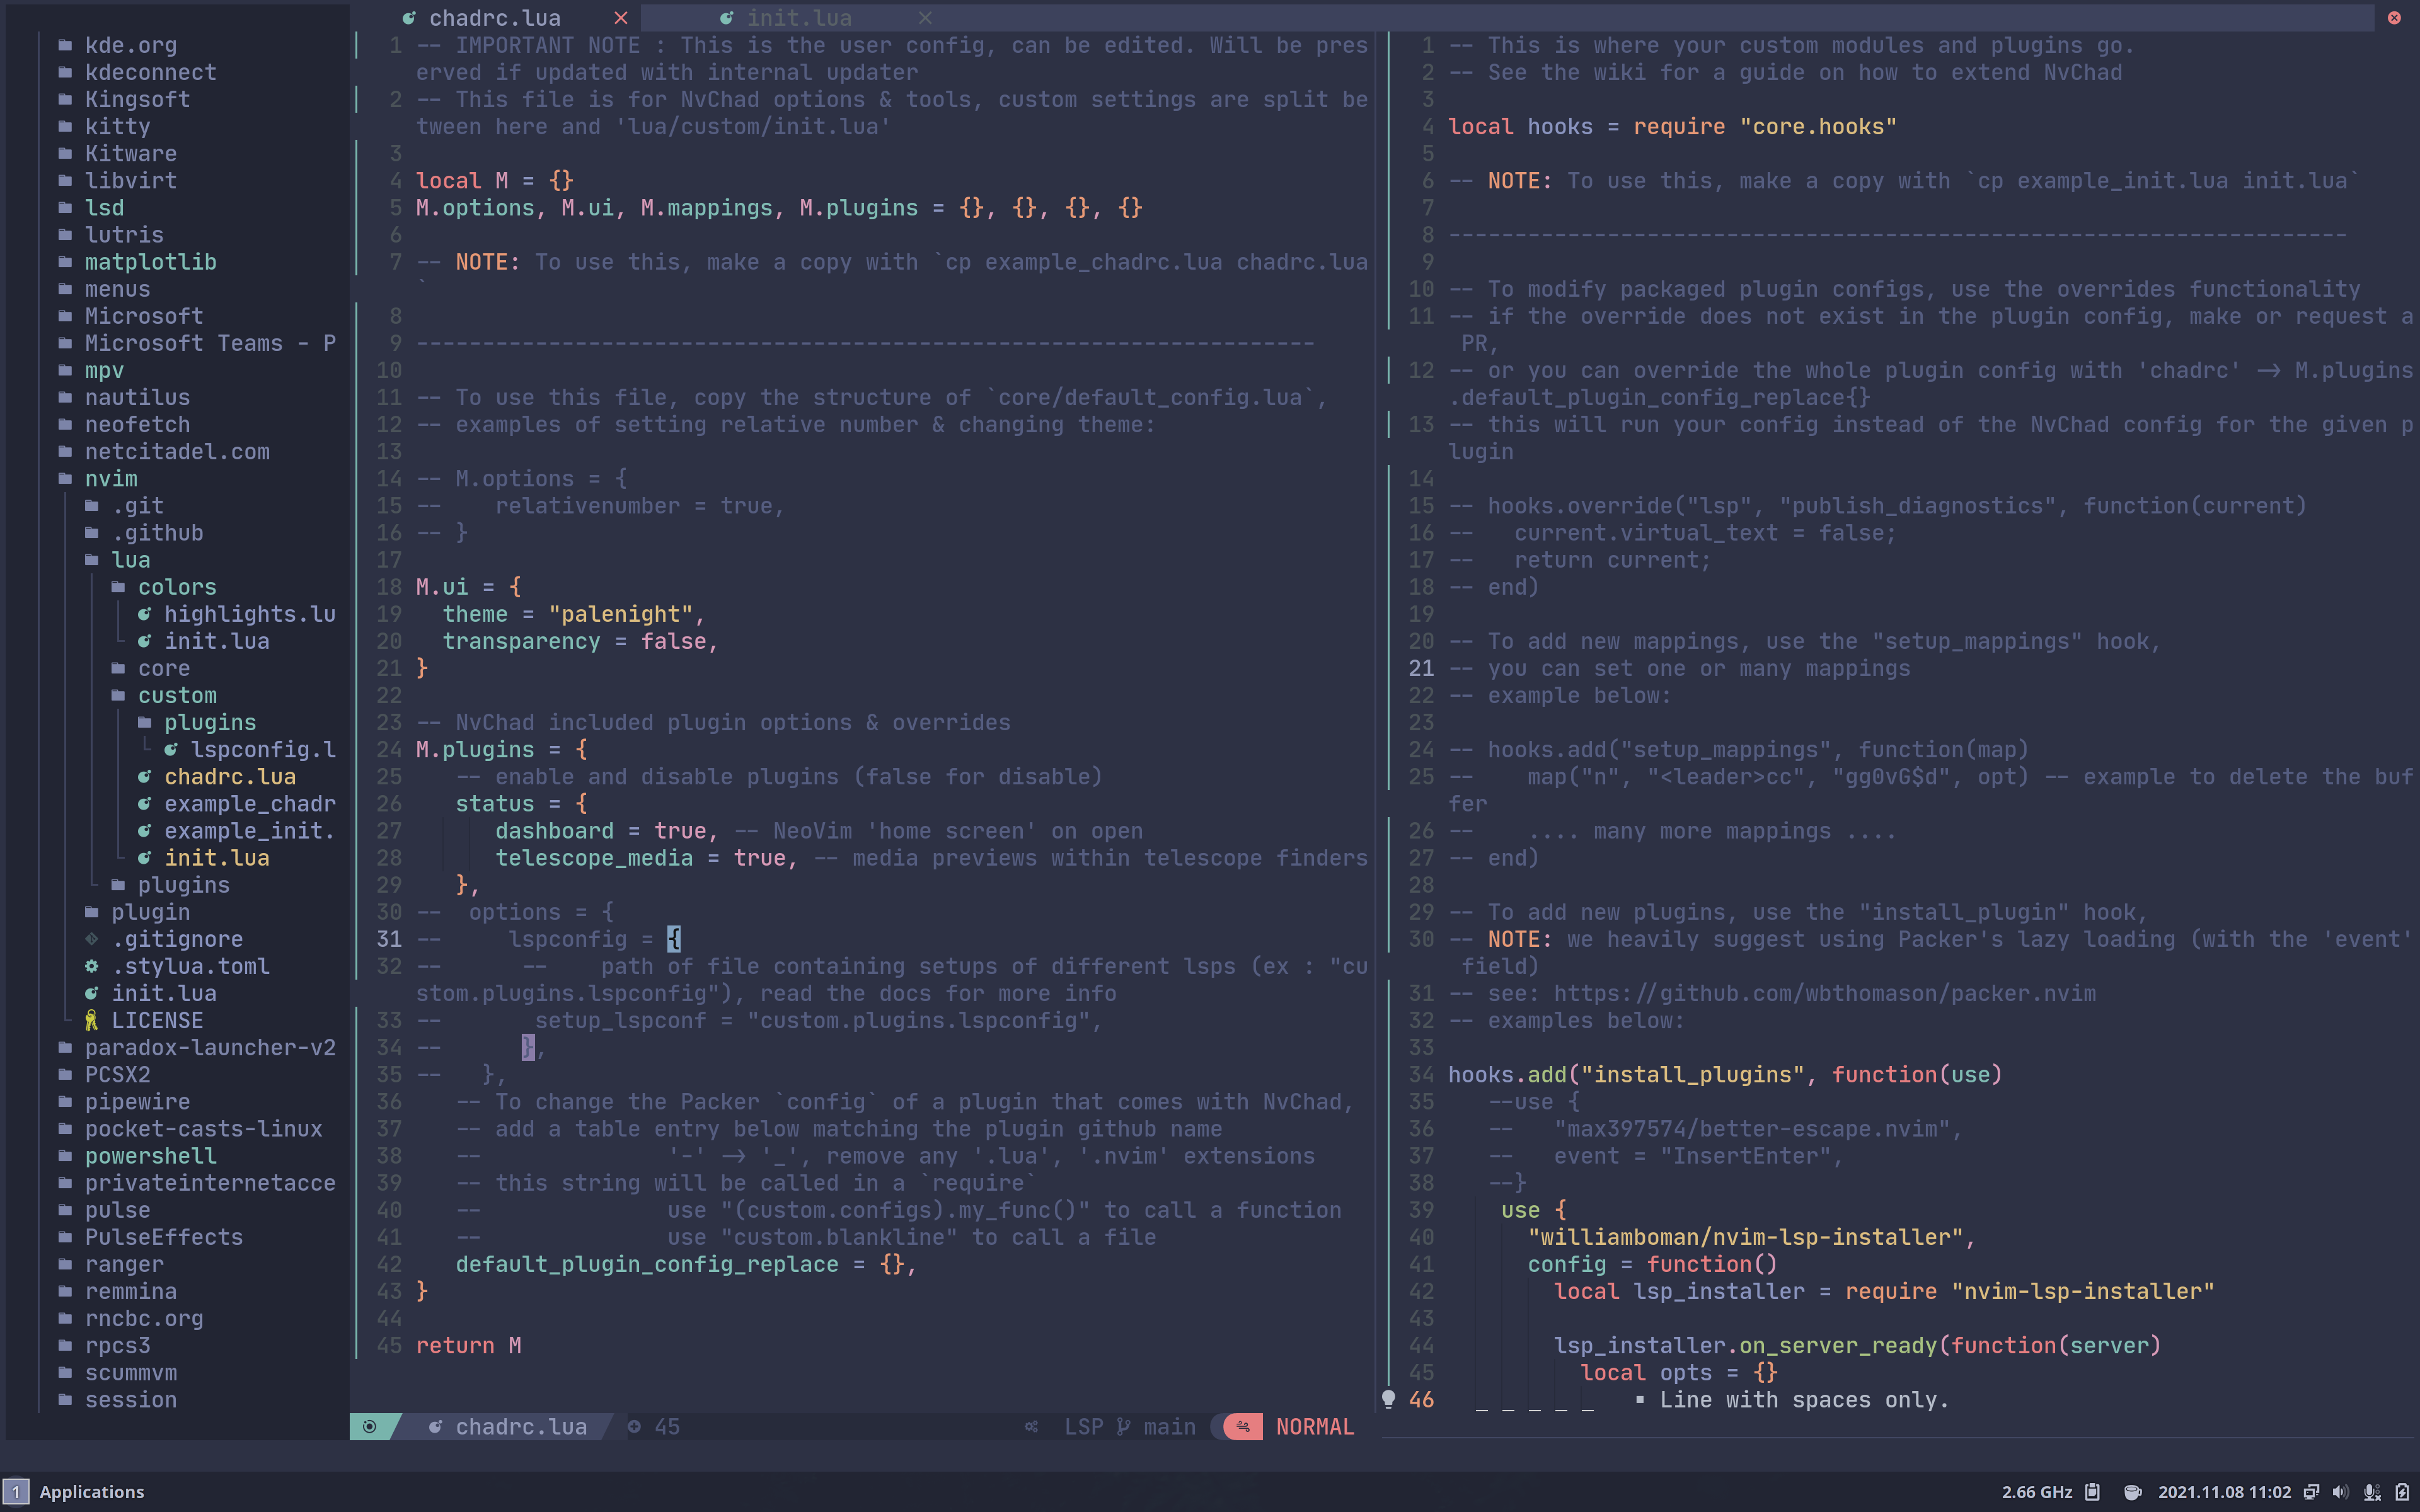 chadrc.lua
init.lua
kde.org
kdeconnect
Kingsoft
kitty
Kitware
libvirt
lsd
lutris
matplotlib
menus
Microsoft
Microsoft Teams - P
mpv
nautilus
neofetch
netcitadel.com
nvim
.git
.github
lua
colors
highlights.lu
init.lua
core
custom
plugins
lspconfig.l
chadrc.lua
example_chadr
example_init.
init.lua
plugins
plugin
.gitignore
.stylua.toml
init.lua
LICENSE
paradox-launcher-v2
PCSX2
pipewire
pocket-casts-linux
powershell
privateinternetacce
pulse
PulseEffects
ranger
remmina
rncbc.org
rpcs3
scummvm
session
1 -- IMPORTANT NOTE : This is the user config, can be edited. Will be pres
erved if updated with internal updater
2 -- This file is for NvChad options & tools, custom settings are split be
tween here and 'lua/custom/init.lua'
3
4 local M = {}
5 M.options, M.ui, M.mappings, M.plugins = {}, {}, {}, {}
6
7 -- NOTE: To use this, make a copy with `cp example_chadrc.lua chadrc.lua
`
8
9 --------------------------------------------------------------------
10
11 -- To use this file, copy the structure of `core/default_config.lua`,
12 -- examples of setting relative number & changing theme:
13
14 -- M.options = {
15 --    relativenumber = true,
16 -- }
17
18 M.ui = {
19   theme = "palenight",
20   transparency = false,
21 }
22
23 -- NvChad included plugin options & overrides
24 M.plugins = {
25    -- enable and disable plugins (false for disable)
26    status = {
27       dashboard = true, -- NeoVim 'home screen' on open
28       telescope_media = true, -- media previews within telescope finders
29    },
30 --  options = {
31 --     lspconfig = {
32 --      --    path of file containing setups of different lsps (ex : "cu
stom.plugins.lspconfig"), read the docs for more info
33 --       setup_lspconf = "custom.plugins.lspconfig",
34 --      },
35 --   },
36    -- To change the Packer `config` of a plugin that comes with NvChad,
37    -- add a table entry below matching the plugin github name
38    --              '-' -> '_', remove any '.lua', '.nvim' extensions
39    -- this string will be called in a `require`
40    --              use "(custom.configs).my_func()" to call a function
41    --              use "custom.blankline" to call a file
42    default_plugin_config_replace = {},
43 }
44
45 return M
chadrc.lua 45 LSP main NORMAL
1 -- This is where your custom modules and plugins go.
2 -- See the wiki for a guide on how to extend NvChad
3
4 local hooks = require "core.hooks"
5
6 -- NOTE: To use this, make a copy with `cp example_init.lua init.lua`
7
8 --------------------------------------------------------------------
9
10 -- To modify packaged plugin configs, use the overrides functionality
11 -- if the override does not exist in the plugin config, make or request a
PR,
12 -- or you can override the whole plugin config with 'chadrc' -> M.plugins
.default_plugin_config_replace{}
13 -- this will run your config instead of the NvChad config for the given p
lugin
14
15 -- hooks.override("lsp", "publish_diagnostics", function(current)
16 --   current.virtual_text = false;
17 --   return current;
18 -- end)
19
20 -- To add new mappings, use the "setup_mappings" hook,
21 -- you can set one or many mappings
22 -- example below:
23
24 -- hooks.add("setup_mappings", function(map)
25 --    map("n", "<leader>cc", "gg0vG$d", opt) -- example to delete the buf
fer
26 --    .... many more mappings ....
27 -- end)
28
29 -- To add new plugins, use the "install_plugin" hook,
30 -- NOTE: we heavily suggest using Packer's lazy loading (with the 'event'
field)
31 -- see: https://github.com/wbthomason/packer.nvim
32 -- examples below:
33
34 hooks.add("install_plugins", function(use)
35    --use {
36    --   "max397574/better-escape.nvim",
37    --   event = "InsertEnter",
38    --}
39     use {
40       "williamboman/nvim-lsp-installer",
41       config = function()
42         local lsp_installer = require "nvim-lsp-installer"
43
44         lsp_installer.on_server_ready(function(server)
45           local opts = {}
46   _ _ _ _ _   ▪ Line with spaces only.
1 Applications
2.66 GHz
2021.11.08 11:02